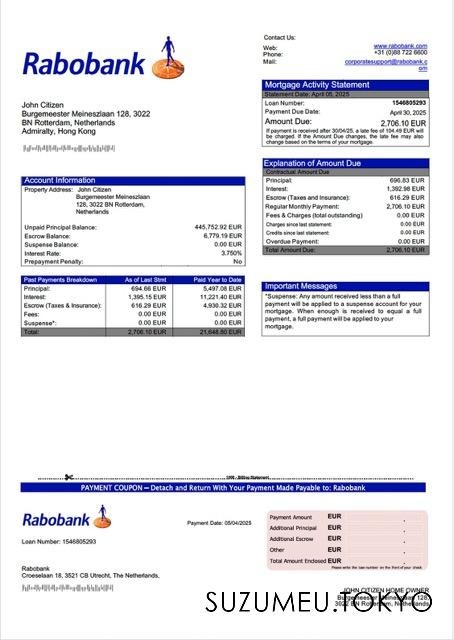 Rabobank
Contact Us:
Web: www.rabobank.com
Phone: +31 (0)88 722 6600
Mail: corporatesupport@rabobank.c
om
Mortgage Activity Statement
Statement Date: April 05, 2025
Loan Number: 1546805293
Payment Due Date: April 30, 2025
Amount Due: 2,706.10 EUR
If payment is received after 30/04/25, a late fee of 104.49 EUR will
be charged. If the Amount Due changes, the late fee may also
change based on the terms of your mortgage.
John Citizen
Burgemeester Meineszlaan 128, 3022
BN Rotterdam, Netherlands
Admiralty, Hong Kong
Explanation of Amount Due
Contractual Amount Due
Principal: 696.83 EUR
Interest: 1,392.98 EUR
Escrow (Taxes and Insurance): 616.29 EUR
Regular Monthly Payment: 2,706.10 EUR
Fees & Charges (total outstanding) 0.00 EUR
Charges since last statement: 0.00 EUR
Credits since last statement: 0.00 EUR
Overdue Payment: 0.00 EUR
Total Amount Due: 2,706.10 EUR
Account Information
Property Address: John Citizen
Burgemeester Meineszlaan
128, 3022 BN Rotterdam,
Netherlands
Unpaid Principal Balance: 445,752.92 EUR
Escrow Balance: 6,779.19 EUR
Suspense Balance: 0.00 EUR
Interest Rate: 3.750%
Prepayment Penalty: No
Past Payments Breakdown As of Last Stmt Paid Year to Date
Principal: 694.66 EUR 5,497.08 EUR
Interest: 1,395.15 EUR 11,221.40 EUR
Escrow (Taxes & Insurance): 616.29 EUR 4,930.32 EUR
Fees: 0.00 EUR 0.00 EUR
Suspense*: 0.00 EUR 0.00 EUR
Total: 2,706.10 EUR 21,648.80 EUR
Important Messages
*Suspense: Any amount received less than a full
payment will be applied to a suspense account for your
mortgage. When enough is received to equal a full
payment, a full payment will be applied to your
mortgage.
Billing Statement
PAYMENT COUPON – Detach and Return With Your Payment Made Payable to: Rabobank
Rabobank
Payment Date: 05/04/2025
Loan Number: 1546805293
Payment Amount EUR
Additional Principal EUR
Additional Escrow EUR
Other EUR
Total Amount Enclosed EUR
Please write the loan number on the front of your check.
Rabobank
Croeselaan 18, 3521 CB Utrecht, The Netherlands,
JOHN CITIZEN HOME OWNER
Burgemeester Meineszlaan 128,
3022 BN Rotterdam, Netherlands
SUZUMEU.TOKYO